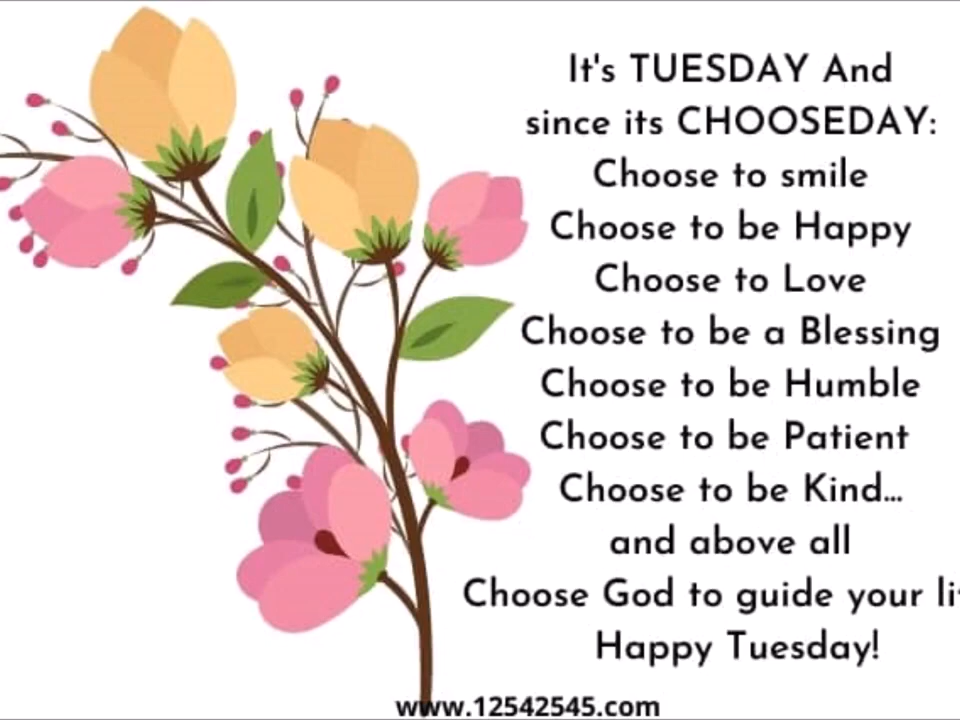 It's TUESDAY And
since its CHOOSEDAY:
Choose to smile
Choose to be Happy
Choose to Love
Choose to be a Blessing
Choose to be Humble
Choose to be Patient
Choose to be Kind...
and above all
Choose God to guide your
Happy Tuesday!
www.12542545.com